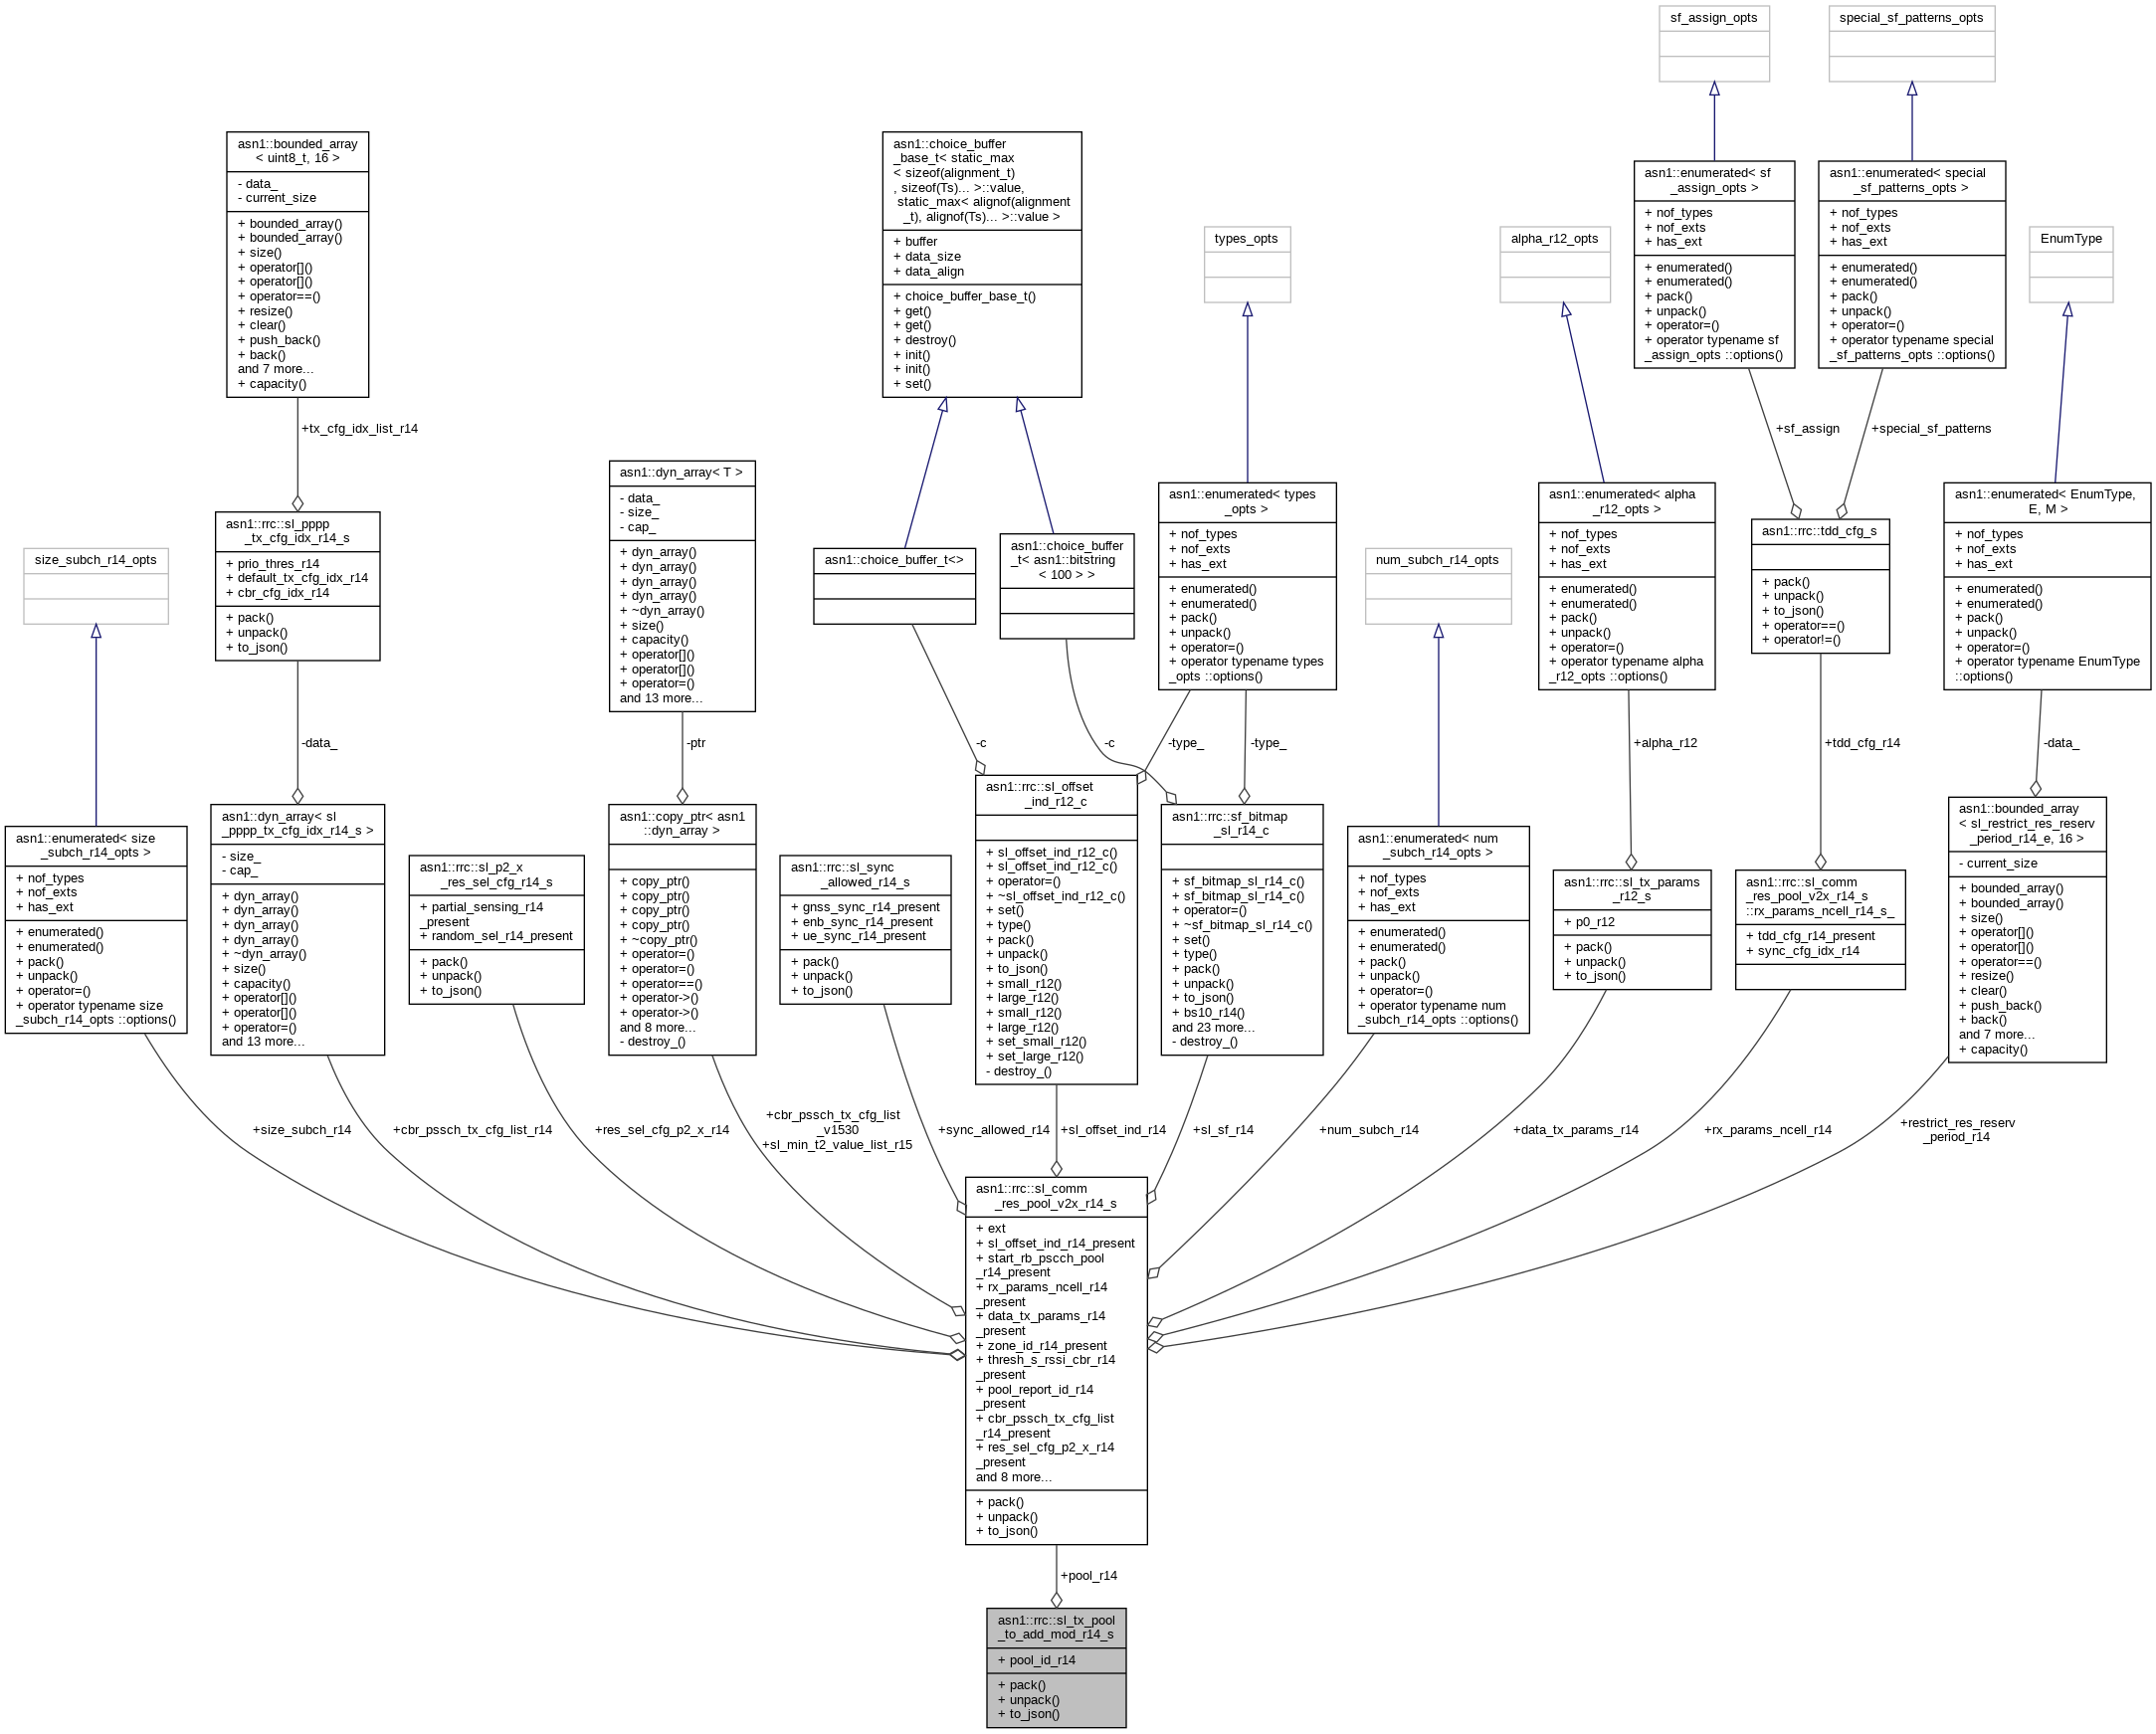 sf_assign_opts
special_sf_patterns_opts
asn1::bounded_array
< uint8_t, 16 >
- data_
- current_size
+ bounded_array()
+ bounded_array()
+ size()
+ operator[]()
+ operator[]()
+ operator==()
+ resize()
+ clear()
+ push_back()
+ back()
and 7 more...
+ capacity()
asn1::choice_buffer
_base_t< static_max
< sizeof(alignment_t)
, sizeof(Ts)... >::value,
static_max< alignof(alignment
_t), alignof(Ts)... >::value >
+ buffer
+ data_size
+ data_align
+ choice_buffer_base_t()
+ get()
+ get()
+ destroy()
+ init()
+ init()
+ set()
types_opts
alpha_r12_opts
asn1::enumerated< sf
_assign_opts >
+ nof_types
+ nof_exts
+ has_ext
+ enumerated()
+ enumerated()
+ pack()
+ unpack()
+ operator=()
+ operator typename sf
_assign_opts ::options()
asn1::enumerated< special
_sf_patterns_opts >
+ nof_types
+ nof_exts
+ has_ext
+ enumerated()
+ enumerated()
+ pack()
+ unpack()
+ operator=()
+ operator typename special
_sf_patterns_opts ::options()
EnumType
+tx_cfg_idx_list_r14
+sf_assign
+special_sf_patterns
size_subch_r14_opts
asn1::rrc::sl_pppp
_tx_cfg_idx_r14_s
+ prio_thres_r14
+ default_tx_cfg_idx_r14
+ cbr_cfg_idx_r14
+ pack()
+ unpack()
+ to_json()
asn1::dyn_array< T >
- data_
- size_
- cap_
+ dyn_array()
+ dyn_array()
+ dyn_array()
+ dyn_array()
+ ~dyn_array()
+ size()
+ capacity()
+ operator[]()
+ operator[]()
+ operator=()
and 13 more...
asn1::choice_buffer_t<>
asn1::choice_buffer
_t< asn1::bitstring
< 100 > >
asn1::enumerated< types
_opts >
+ nof_types
+ nof_exts
+ has_ext
+ enumerated()
+ enumerated()
+ pack()
+ unpack()
+ operator=()
+ operator typename types
_opts ::options()
num_subch_r14_opts
asn1::enumerated< alpha
_r12_opts >
+ nof_types
+ nof_exts
+ has_ext
+ enumerated()
+ enumerated()
+ pack()
+ unpack()
+ operator=()
+ operator typename alpha
_r12_opts ::options()
asn1::rrc::tdd_cfg_s
+ pack()
+ unpack()
+ to_json()
+ operator==()
+ operator!=()
asn1::enumerated< EnumType,
E, M >
+ nof_types
+ nof_exts
+ has_ext
+ enumerated()
+ enumerated()
+ pack()
+ unpack()
+ operator=()
+ operator typename EnumType
::options()
-data_
-ptr
-c
-c
-type_
-type_
+alpha_r12
+tdd_cfg_r14
-data_
asn1::enumerated< size
_subch_r14_opts >
+ nof_types
+ nof_exts
+ has_ext
+ enumerated()
+ enumerated()
+ pack()
+ unpack()
+ operator=()
+ operator typename size
_subch_r14_opts ::options()
asn1::dyn_array< sl
_pppp_tx_cfg_idx_r14_s >
- size_
- cap_
+ dyn_array()
+ dyn_array()
+ dyn_array()
+ dyn_array()
+ ~dyn_array()
+ size()
+ capacity()
+ operator[]()
+ operator[]()
+ operator=()
and 13 more...
asn1::rrc::sl_p2_x
_res_sel_cfg_r14_s
+ partial_sensing_r14
_present
+ random_sel_r14_present
+ pack()
+ unpack()
+ to_json()
asn1::copy_ptr< asn1
::dyn_array >
+ copy_ptr()
+ copy_ptr()
+ copy_ptr()
+ copy_ptr()
+ ~copy_ptr()
+ operator=()
+ operator=()
+ operator==()
+ operator->()
+ operator->()
and 8 more...
- destroy_()
asn1::rrc::sl_sync
_allowed_r14_s
+ gnss_sync_r14_present
+ enb_sync_r14_present
+ ue_sync_r14_present
+ pack()
+ unpack()
+ to_json()
asn1::rrc::sl_offset
_ind_r12_c
+ sl_offset_ind_r12_c()
+ sl_offset_ind_r12_c()
+ operator=()
+ ~sl_offset_ind_r12_c()
+ set()
+ type()
+ pack()
+ unpack()
+ to_json()
+ small_r12()
+ large_r12()
+ small_r12()
+ large_r12()
+ set_small_r12()
+ set_large_r12()
- destroy_()
asn1::rrc::sf_bitmap
_sl_r14_c
+ sf_bitmap_sl_r14_c()
+ sf_bitmap_sl_r14_c()
+ operator=()
+ ~sf_bitmap_sl_r14_c()
+ set()
+ type()
+ pack()
+ unpack()
+ to_json()
+ bs10_r14()
and 23 more...
- destroy_()
asn1::enumerated< num
_subch_r14_opts >
+ nof_types
+ nof_exts
+ has_ext
+ enumerated()
+ enumerated()
+ pack()
+ unpack()
+ operator=()
+ operator typename num
_subch_r14_opts ::options()
asn1::rrc::sl_tx_params
_r12_s
+ p0_r12
+ pack()
+ unpack()
+ to_json()
asn1::rrc::sl_comm
_res_pool_v2x_r14_s
::rx_params_ncell_r14_s_
+ tdd_cfg_r14_present
+ sync_cfg_idx_r14
asn1::bounded_array
< sl_restrict_res_reserv
_period_r14_e, 16 >
- current_size
+ bounded_array()
+ bounded_array()
+ size()
+ operator[]()
+ operator[]()
+ operator==()
+ resize()
+ clear()
+ push_back()
+ back()
and 7 more...
+ capacity()
+size_subch_r14
+cbr_pssch_tx_cfg_list_r14
+res_sel_cfg_p2_x_r14
+cbr_pssch_tx_cfg_list
_v1530
+sl_min_t2_value_list_r15
+sync_allowed_r14
+sl_offset_ind_r14
+sl_sf_r14
+num_subch_r14
+data_tx_params_r14
+rx_params_ncell_r14
+restrict_res_reserv
_period_r14
asn1::rrc::sl_comm
_res_pool_v2x_r14_s
+ ext
+ sl_offset_ind_r14_present
+ start_rb_pscch_pool
_r14_present
+ rx_params_ncell_r14
_present
+ data_tx_params_r14
_present
+ zone_id_r14_present
+ thresh_s_rssi_cbr_r14
_present
+ pool_report_id_r14
_present
+ cbr_pssch_tx_cfg_list
_r14_present
+ res_sel_cfg_p2_x_r14
_present
and 8 more...
+ pack()
+ unpack()
+ to_json()
+pool_r14
asn1::rrc::sl_tx_pool
_to_add_mod_r14_s
+ pool_id_r14
+ pack()
+ unpack()
+ to_json()